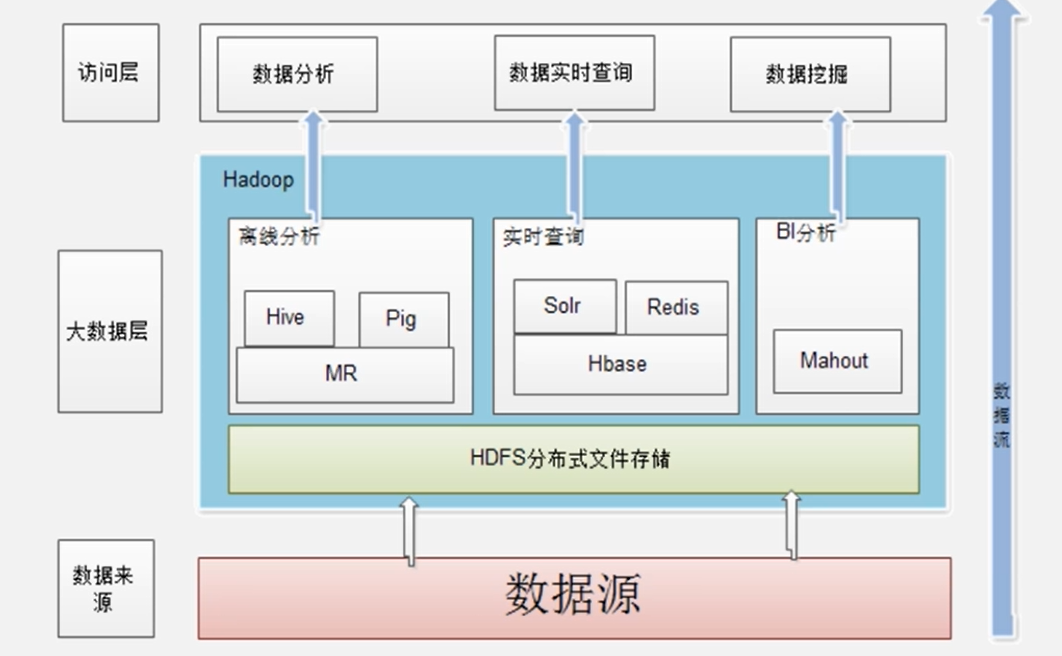 访问层
数据分析
数据实时查询
数据挖掘
Hadoop
离线分析
实时查询
BI分析
大数据层
Hive
Pig
MR
Solr
Redis
Hbase
Mahout
HDFS分布式文件存储
数据来
源
数据源
数
据
流